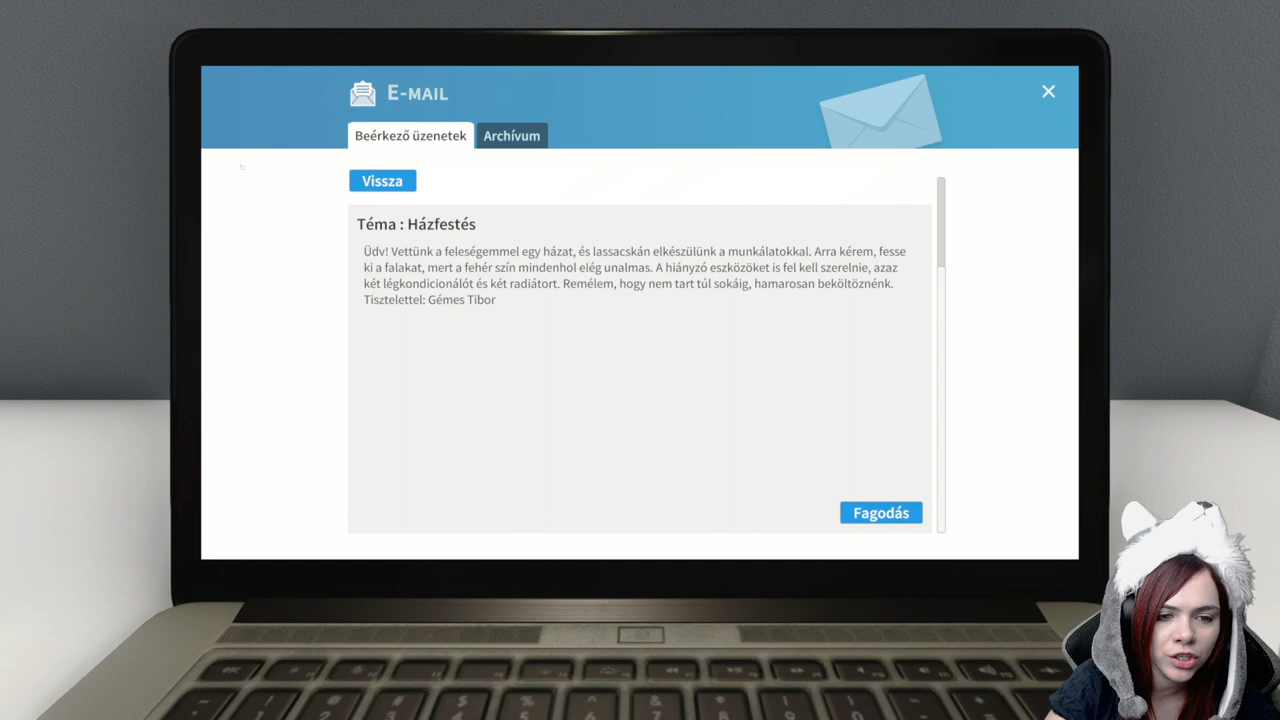 E-MAIL
Beérkező üzenetek
Archívum
Vissza
Téma : Házfestés
Üdv! Vettünk a feleségemmel egy házat, és lassacskán elkészülünk a munkálatokkal. Arra kérem, fesse
ki a falakat, mert a fehér szín mindenhol elég unalmas. A hiányzó eszközöket is fel kell szerelnie, azaz
két légkondicionálót és két radiátort. Remélem, hogy nem tart túl sokáig, hamarosan beköltöznénk.
Tisztelettel: Gémes Tibor
Fagodás